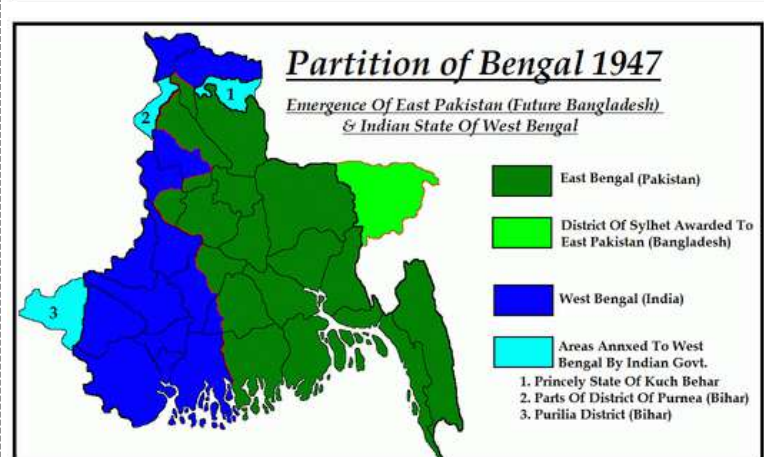 Partition of Bengal 1947
Emergence Of East Pakistan (Future Bangladesh)
& Indian State Of West Bengal
1
2
3
East Bengal (Pakistan)
District Of Sylhet Awarded To
East Pakistan (Bangladesh)
West Bengal (India)
Areas Annxed To West
Bengal By Indian Govt.
1. Princely State Of Kuch Behar
2. Parts Of District Of Purnea (Bihar)
3. Purilia District (Bihar)